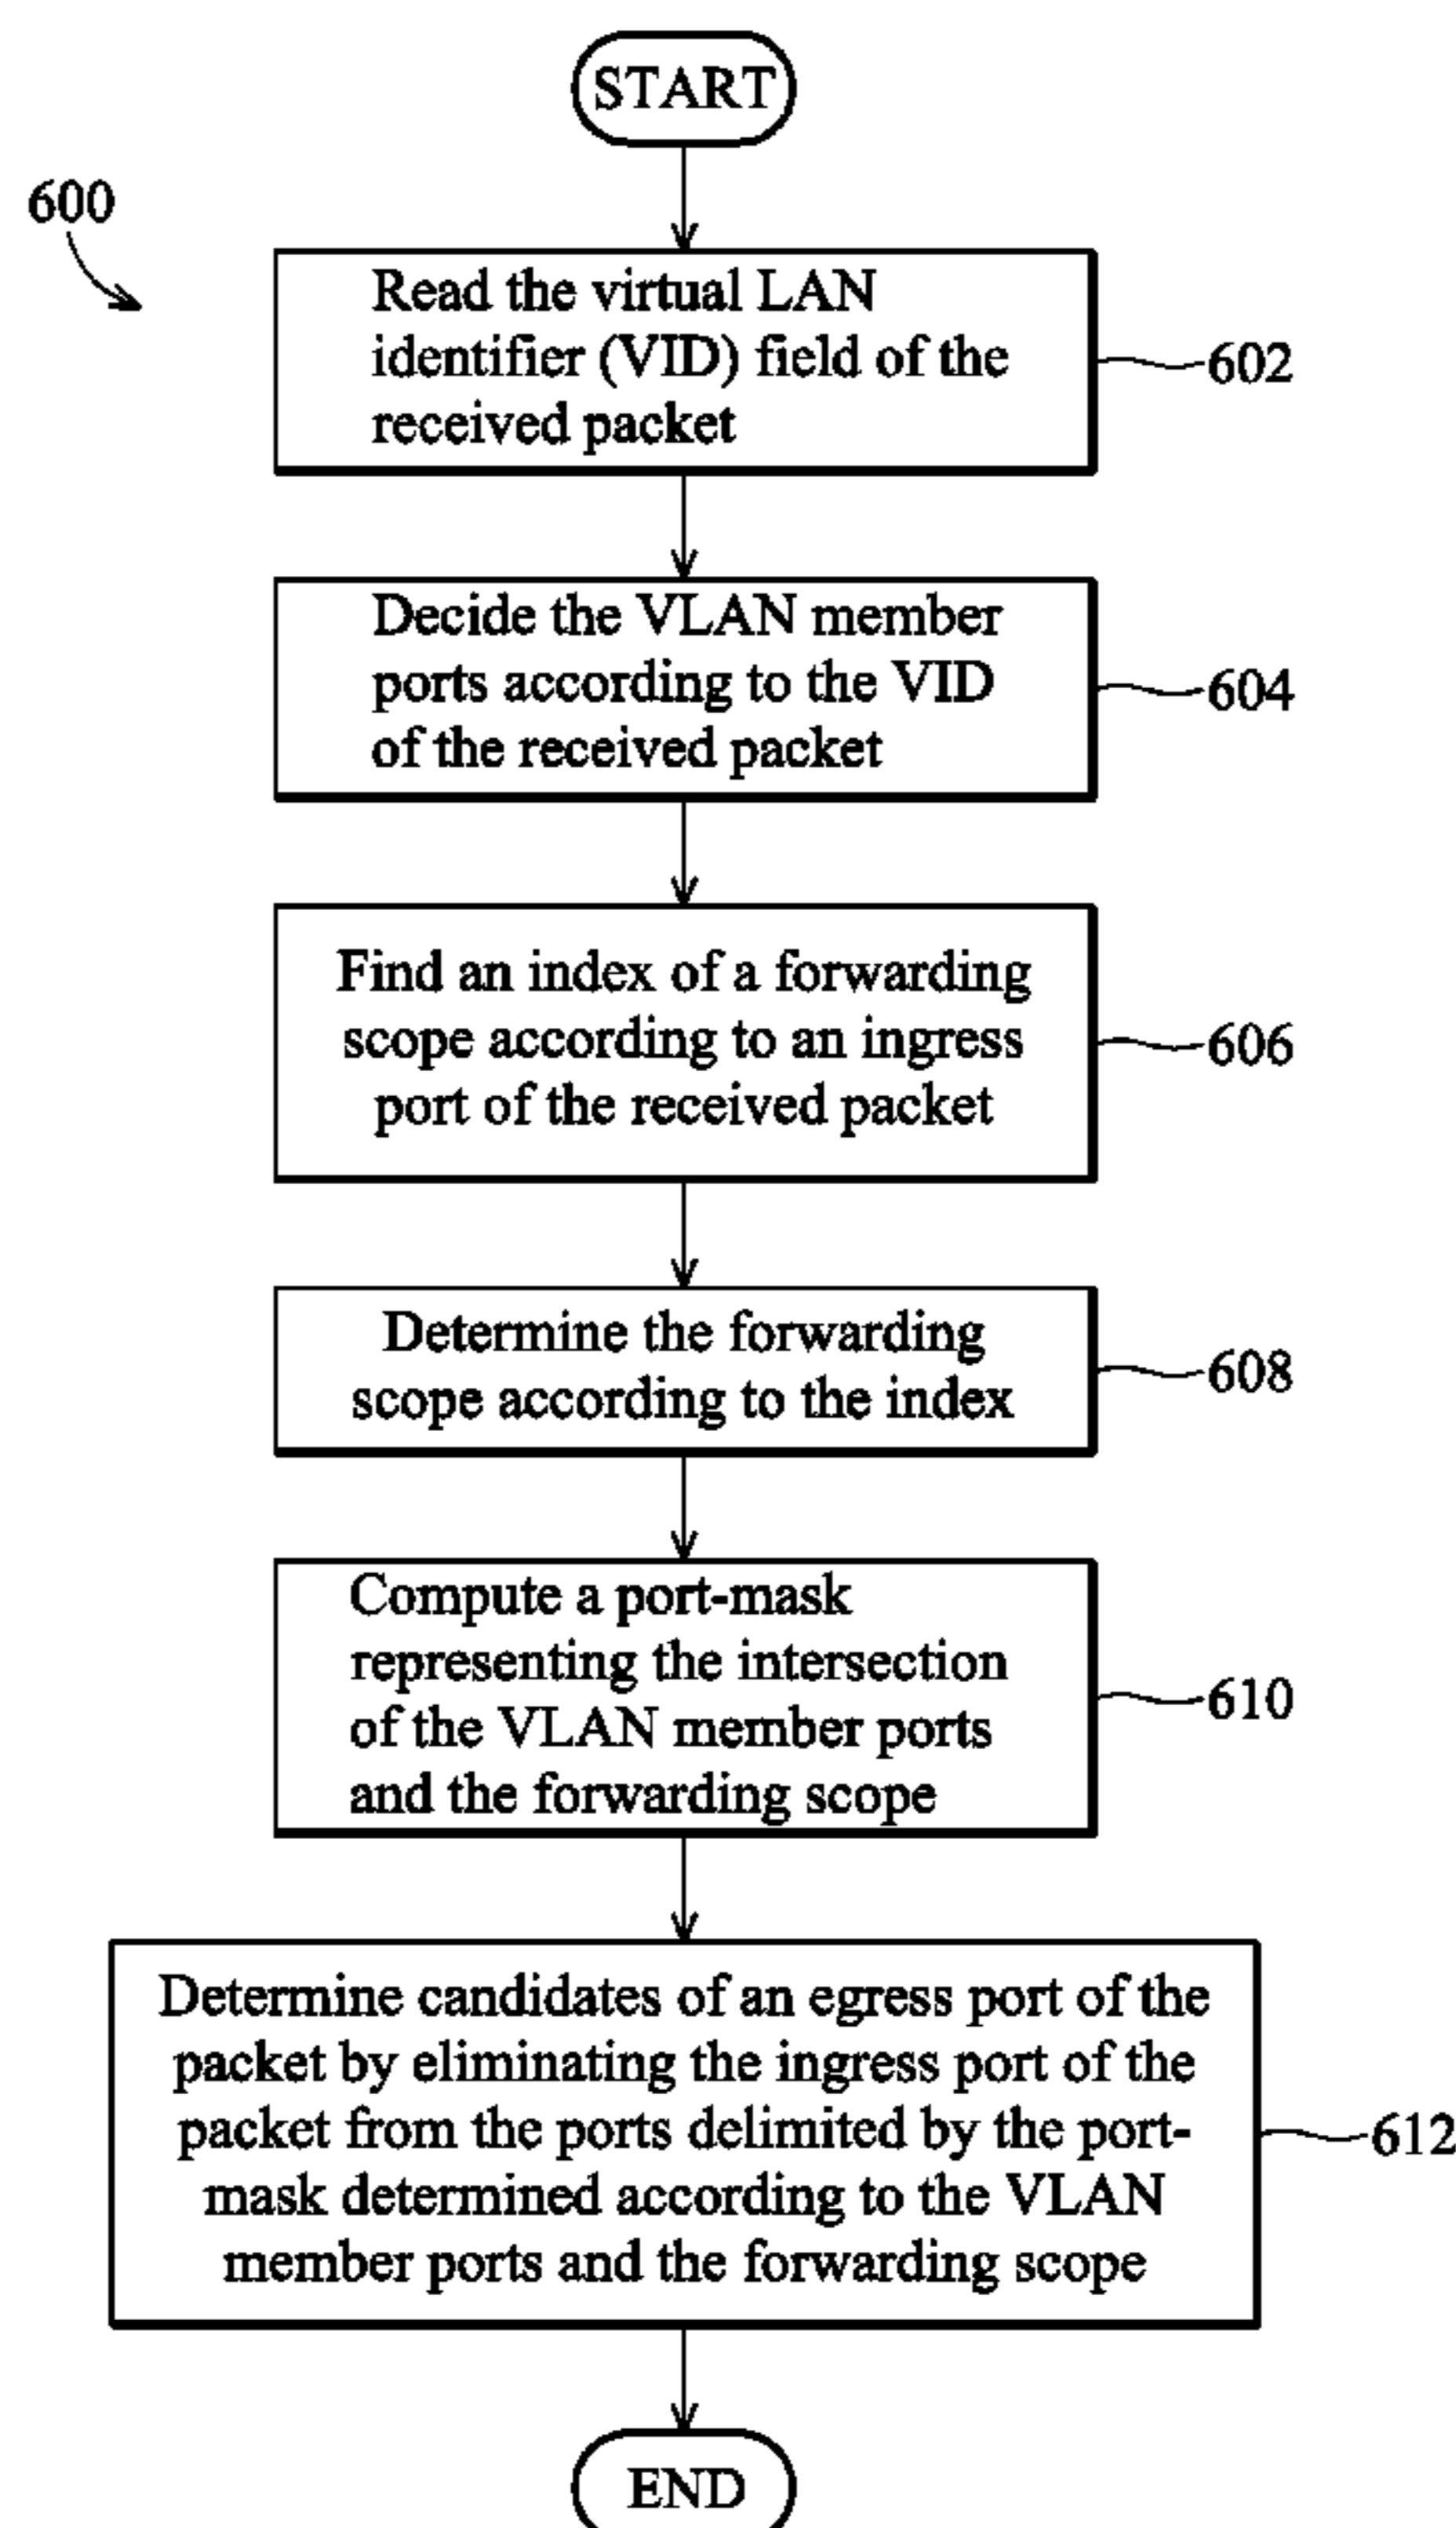 START
600
Read the virtual LAN
identifier (VID) field of the
received packet
602
Decide the VLAN member
ports according to the VID
of the received packet
604
Find an index of a forwarding
scope according to an ingress
port of the received packet
606
Determine the forwarding
scope according to the index
608
Compute a port-mask
representing the intersection
of the VLAN member ports
and the forwarding scope
610
Determine candidates of an egress port of the
packet by eliminating the ingress port of the
packet from the ports delimited by the port-
mask determined according to the VLAN
member ports and the forwarding scope
612
END